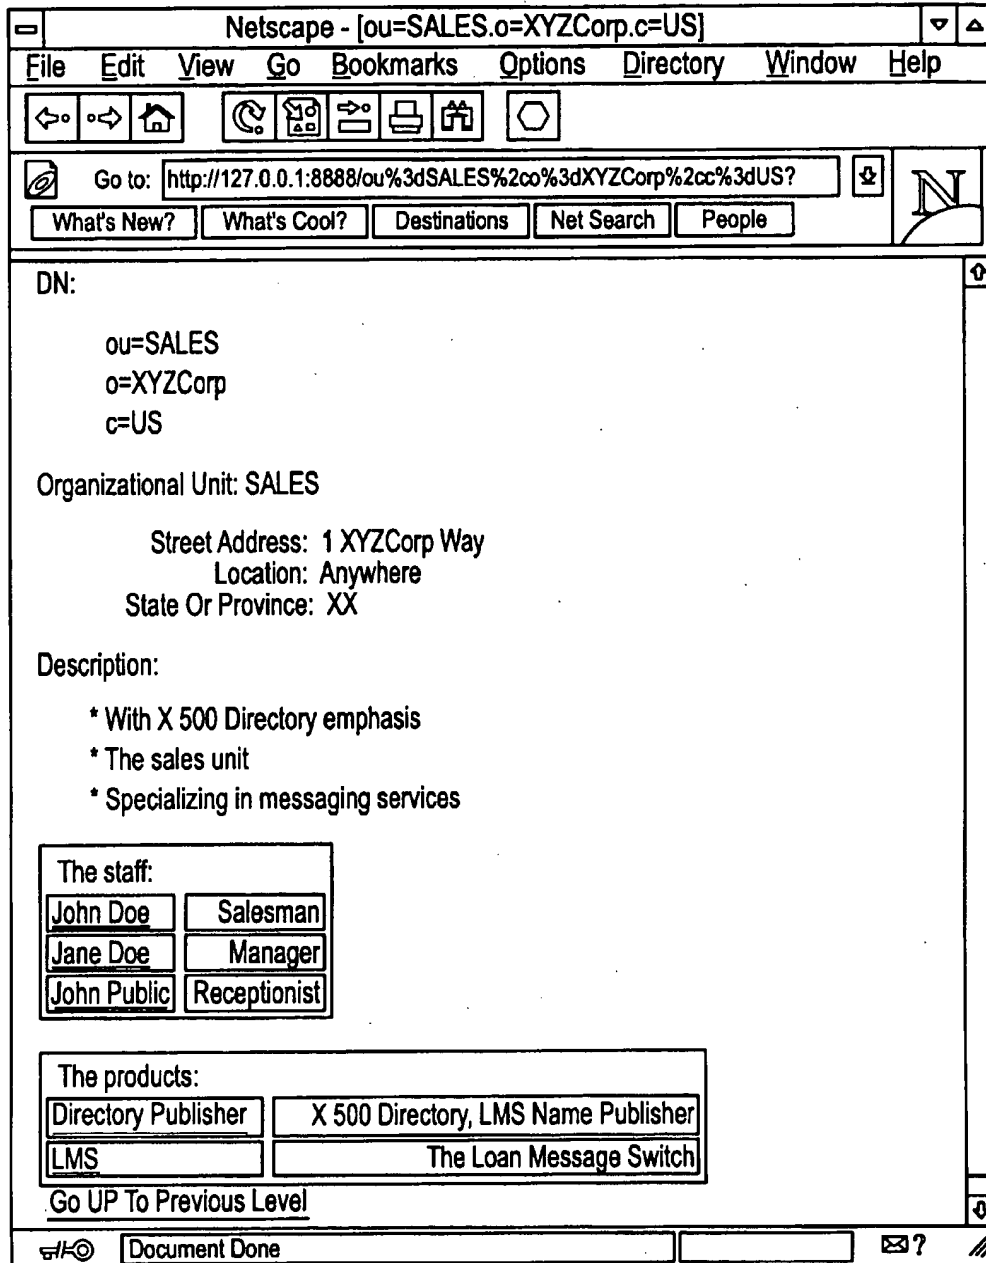 Netscape - [ou=SALES.o=XYZCorp.c=US]
File Edit View Go Bookmarks Options Directory Window Help
Go to: http://127.0.0.1:8888/ou%3dSALES%2co%3dXYZCorp%2cc%3dUS?
N
What's New? What's Cool? Destinations Net Search People
DN:
ou=SALES
o=XYZCorp
c=US
Organizational Unit: SALES
Street Address: 1 XYZCorp Way
Location: Anywhere
State Or Province: XX
Description:
* With X 500 Directory emphasis
* The sales unit
* Specializing in messaging services
The staff:
John Doe Salesman
Jane Doe Manager
John Public Receptionist
The products:
Directory Publisher X 500 Directory, LMS Name Publisher
LMS The Loan Message Switch
Go UP To Previous Level
Document Done ?